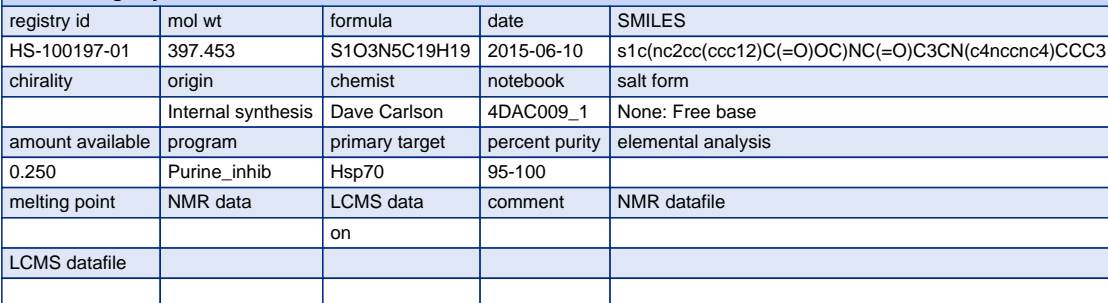 registry id mol wt formula date SMILES
HS-100197-01 397.453 S1O3N5C19H19 2015-06-10 s1c(nc2cc(ccc12)C(=O)OC)NC(=O)C3CN(c4nccnc4)CCC3
chirality origin chemist notebook salt form
Internal synthesis Dave Carlson 4DAC009_1 None: Free base
amount available program primary target percent purity elemental analysis
0.250 Purine_inhib Hsp70 95-100
melting point NMR data LCMS data comment NMR datafile
on
LCMS datafile